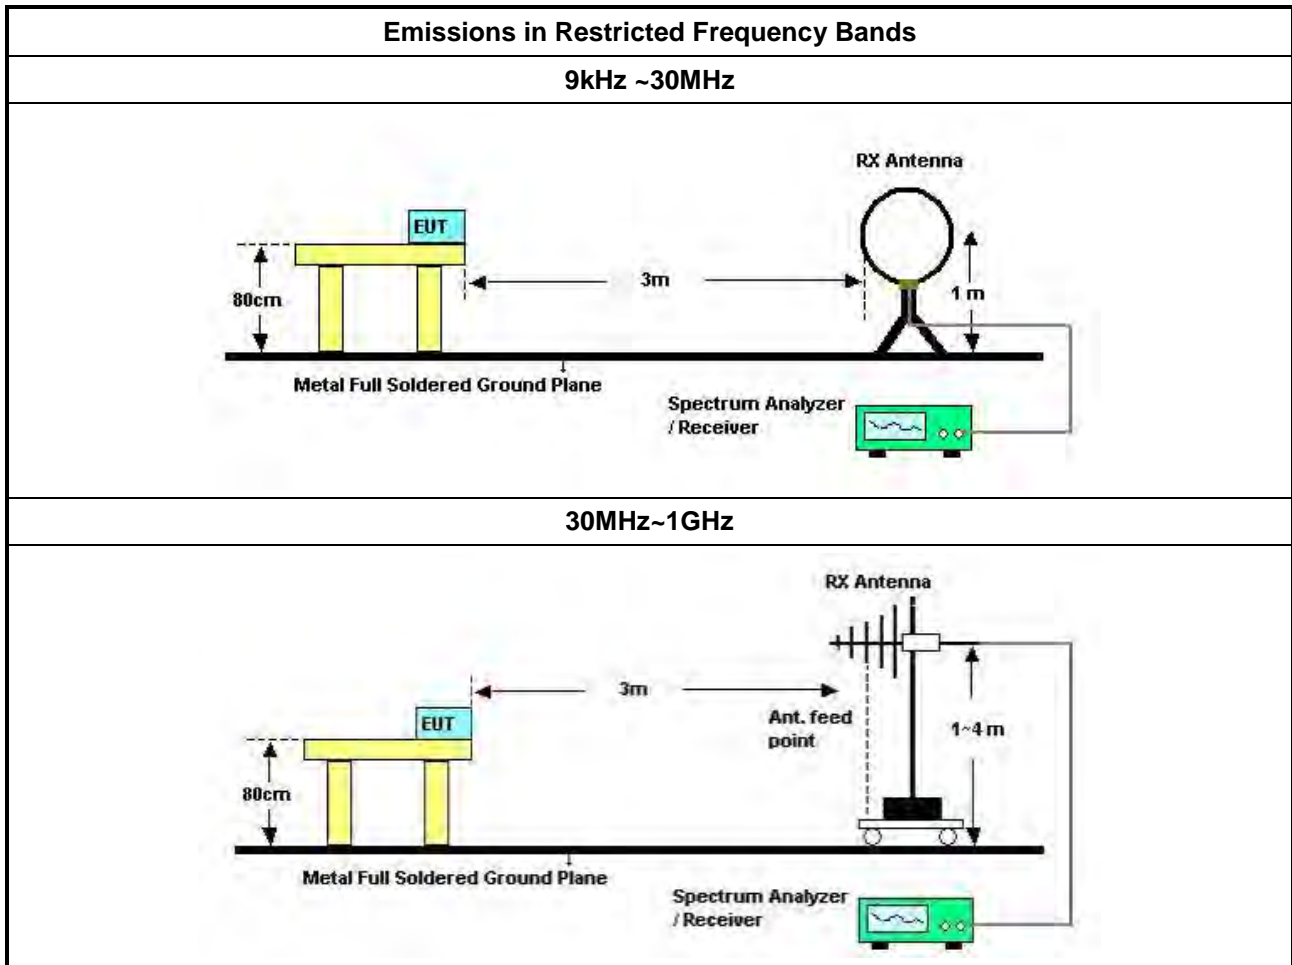 Emissions in Restricted Frequency Bands
9kHz ~30MHz
RX Antenna
EUT
3m
80cm
1 m
Metal Full Soldered Ground Plane
Spectrum Analyzer
/ Receiver
30MHz~1GHz
RX Antenna
3m
EUT
Ant. feed
point
1~4 m
80cm
Metal Full Soldered Ground Plane
Spectrum Analyzer
/ Receiver